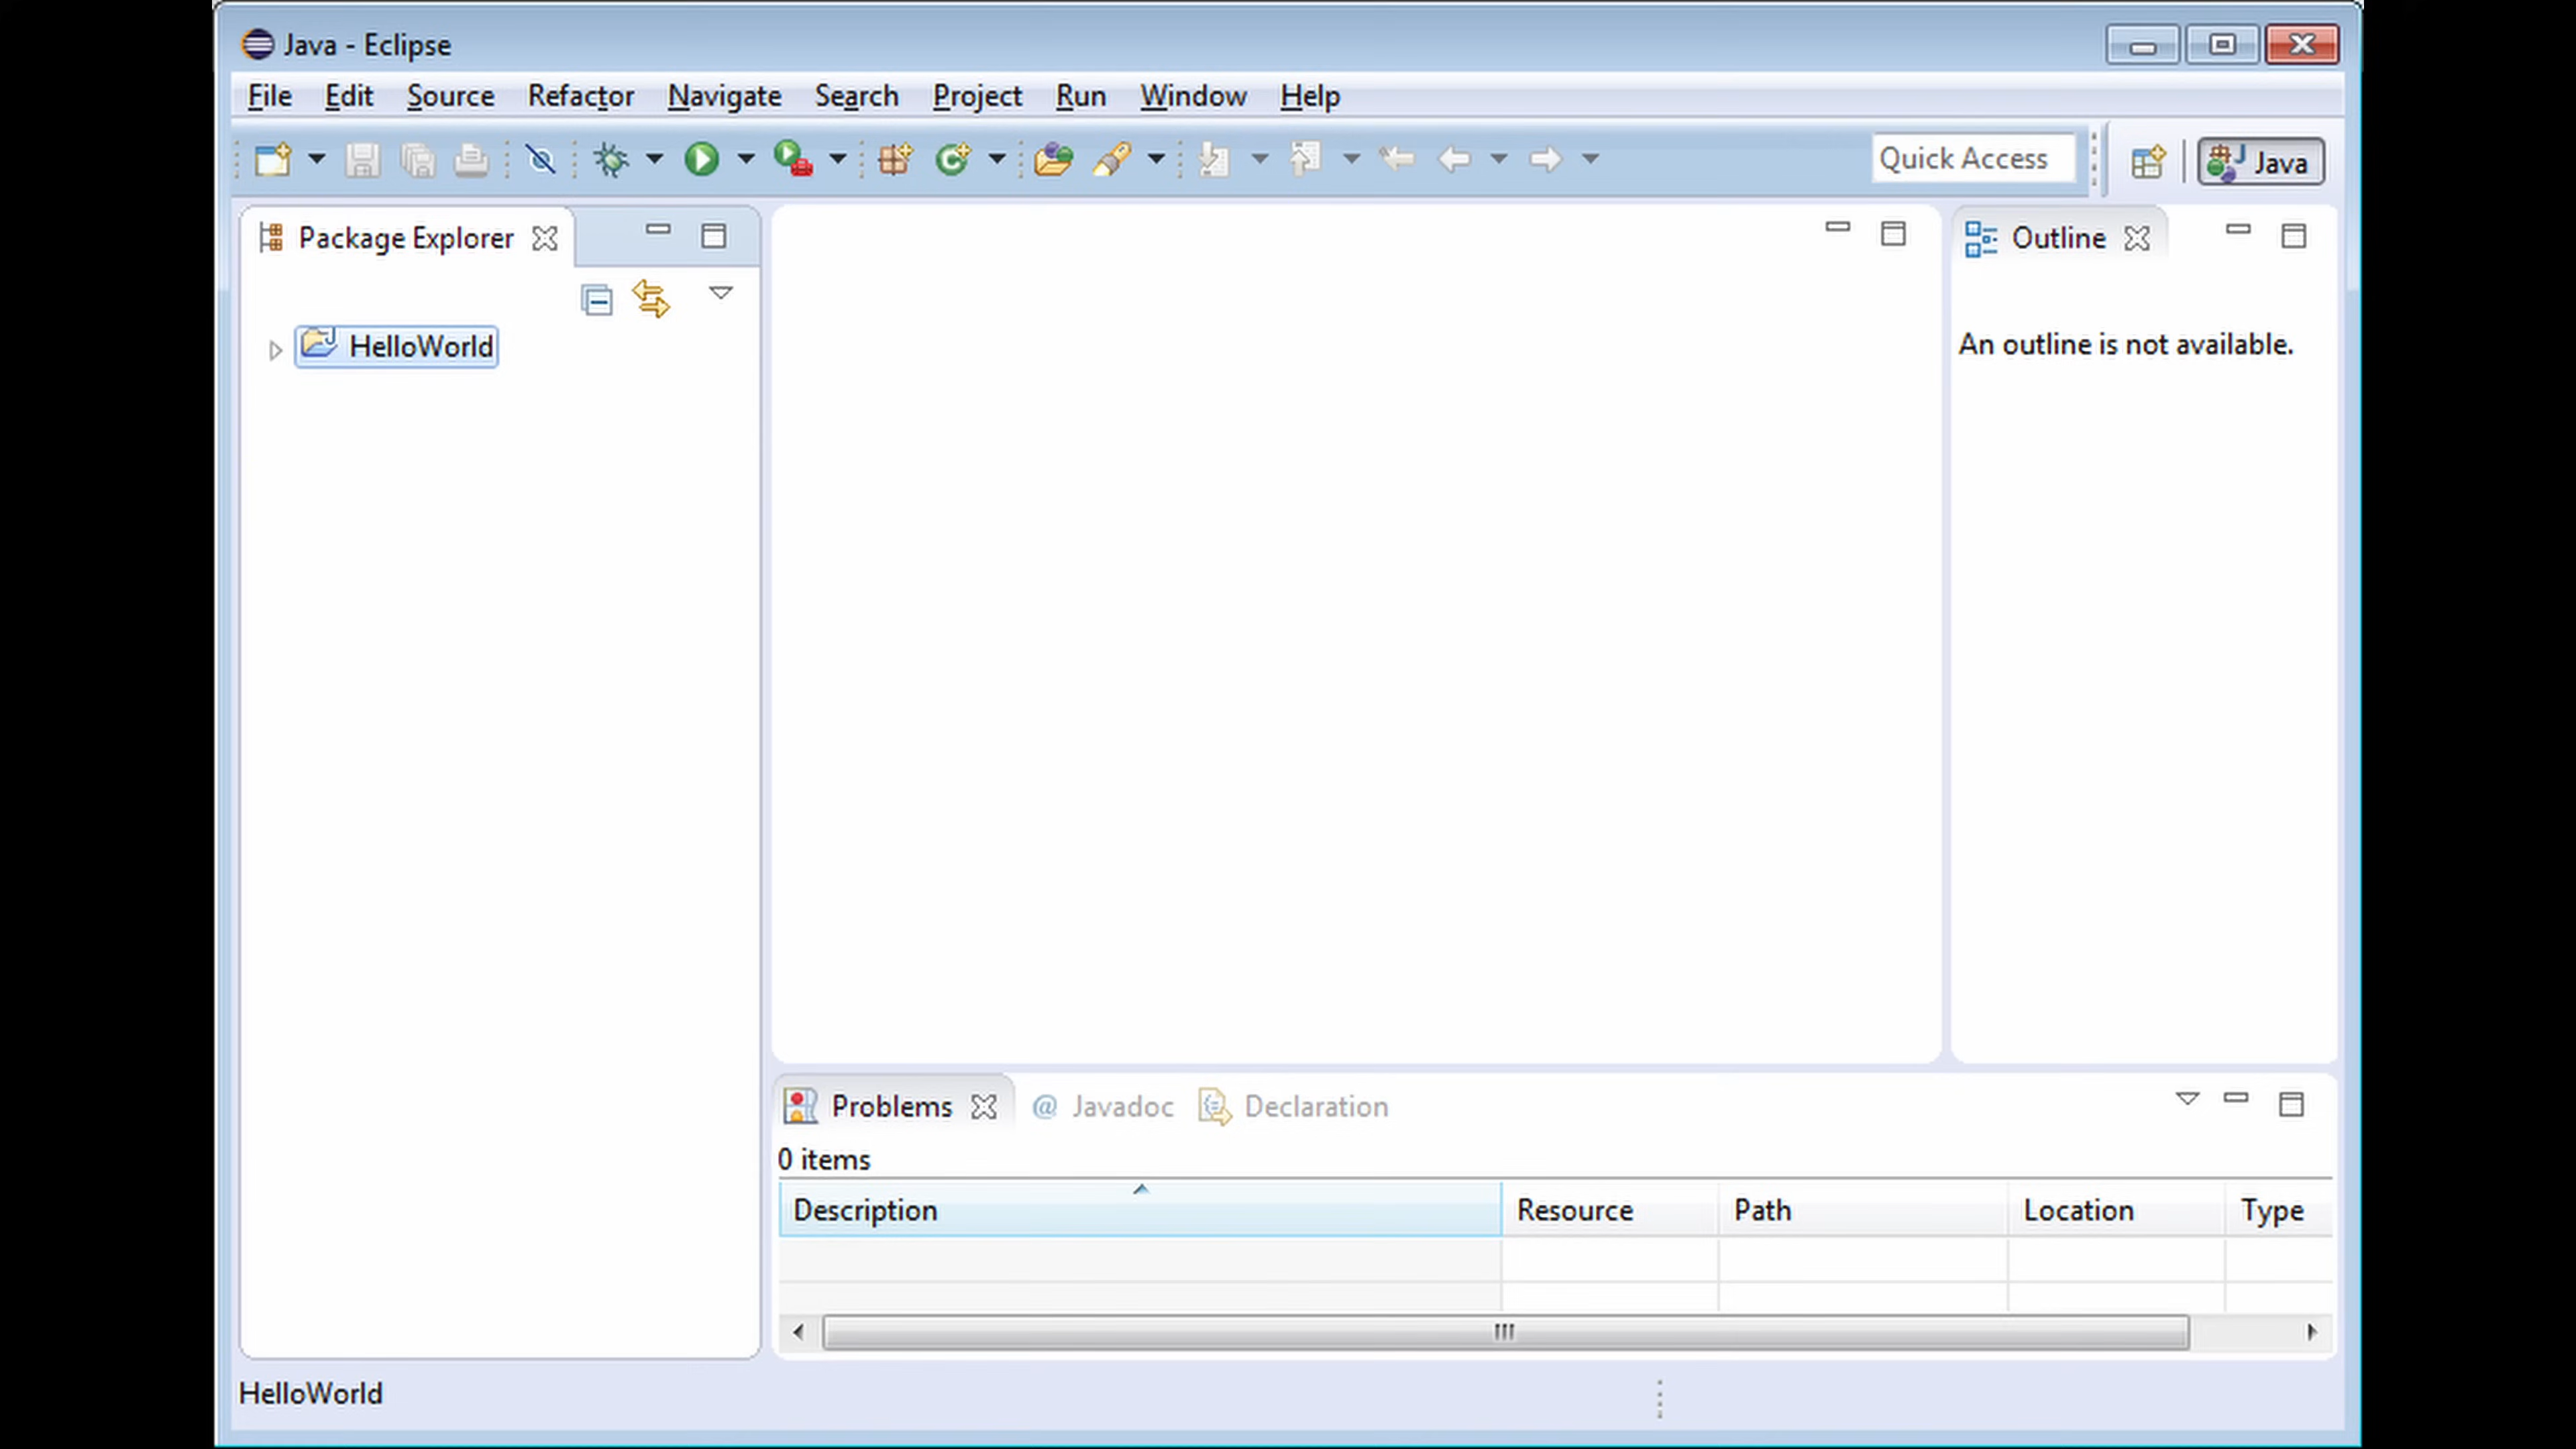 Java - Eclipse
File Edit Source Refactor Navigate Search Project Run Window Help
Quick Access Java
Package Explorer
HelloWorld
Outline
An outline is not available.
Problems @ Javadoc Declaration
0 items
Description Resource Path Location Type
HelloWorld